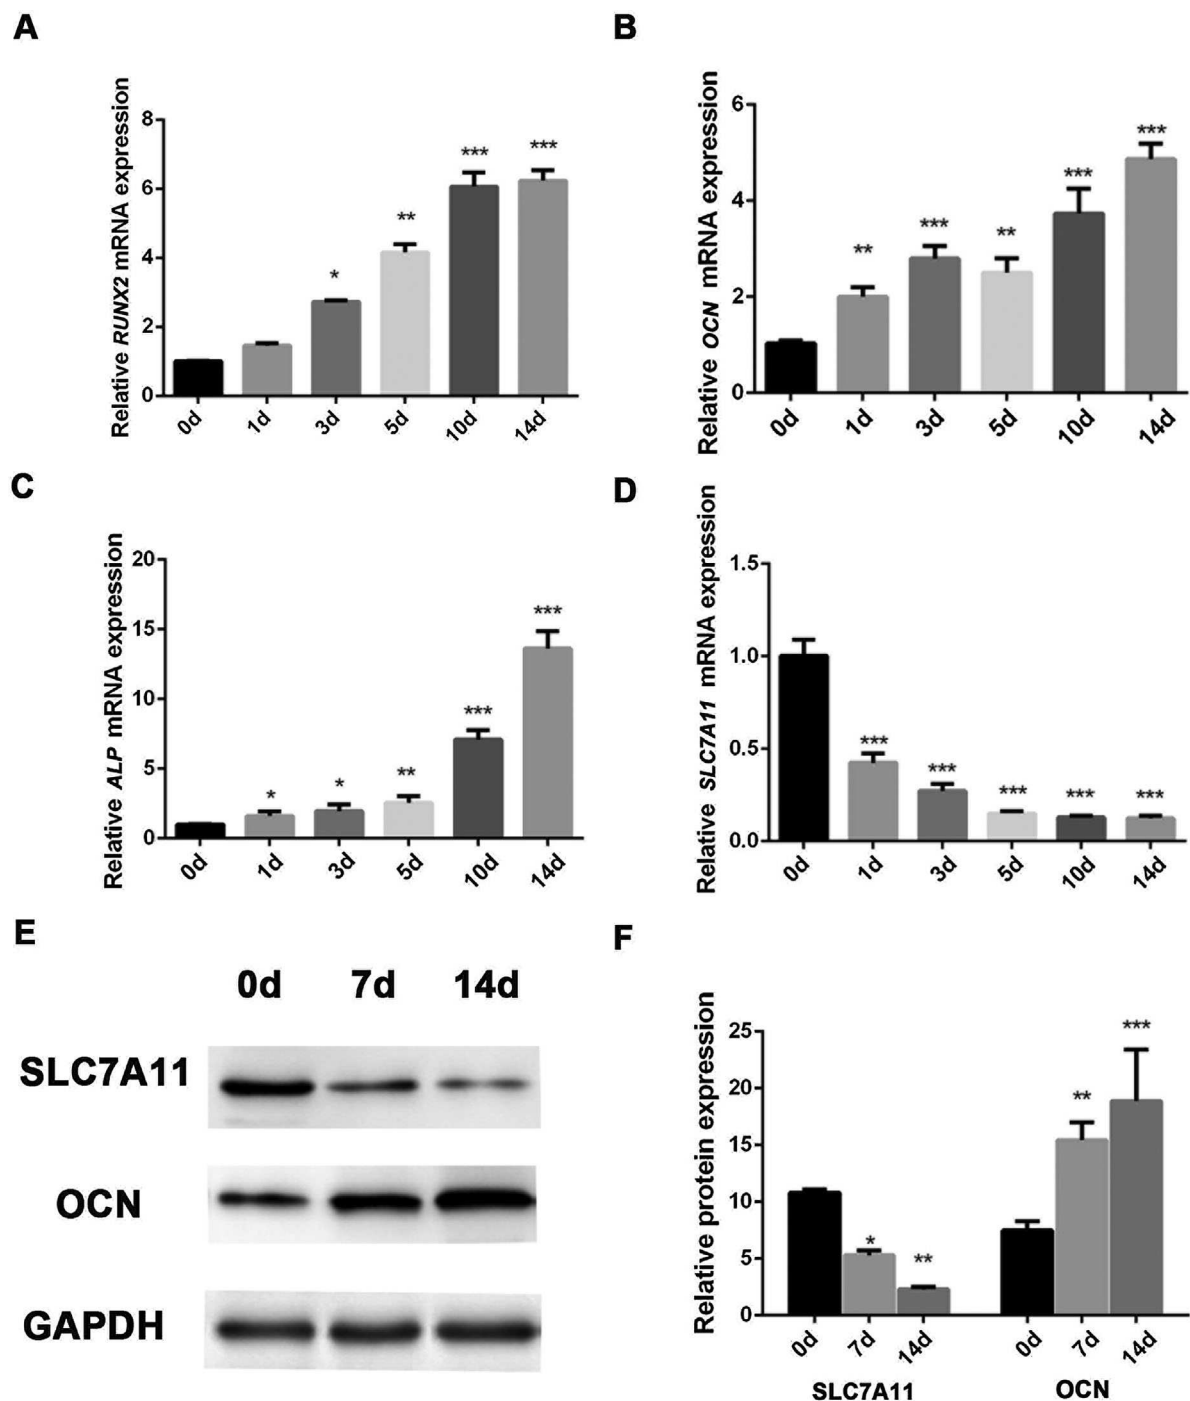 A
Relative RUNX2 mRNA expression
8
6
4
2
0
*
**
***
***
0d
1d
3d
5d
10d
14d
B
Relative OCN mRNA expression
6
4
2
0
**
***
**
***
***
0d
1d
3d
5d
10d
14d
C
Relative ALP mRNA expression
20
15
10
5
0
*
*
**
***
***
0d
1d
3d
5d
10d
14d
D
Relative SLC7A11 mRNA expression
1.5
1.0
0.5
0.0
***
***
***
***
***
0d
1d
3d
5d
10d
14d
E
0d 7d 14d
SLC7A11
OCN
GAPDH
F
Relative protein expression
25
20
15
10
5
0
*
**
**
***
0d
7d
14d
0d
7d
14d
SLC7A11
OCN